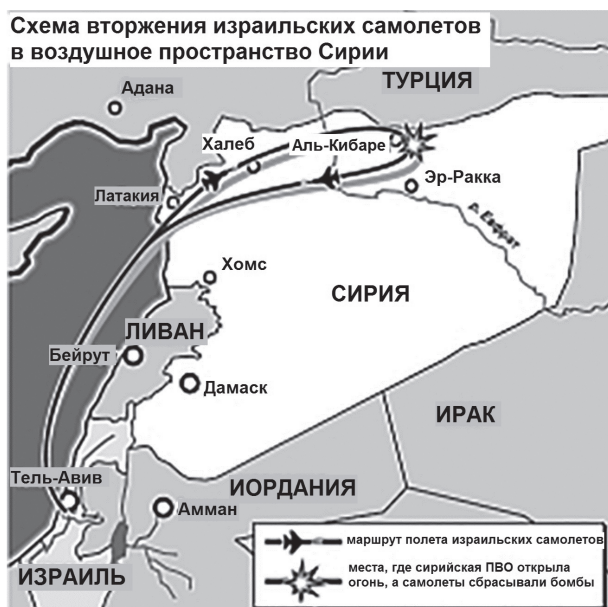 Схема вторжения израильских самолетов
в воздушное пространство Сирии
ТУРЦИЯ
Адана
Халеб
Аль-Кибаре
Эр-Ракка
Латакия
р. Евфрат
Хомс
СИРИЯ
ЛИВАН
Бейрут
Дамаск
ИРАК
Тель-Авив
ИОРДАНИЯ
Амман
ИЗРАИЛЬ
маршрут полета израильских самолетов
места, где сирийская ПВО открыла
огонь, а самолеты сбрасывали бомбы